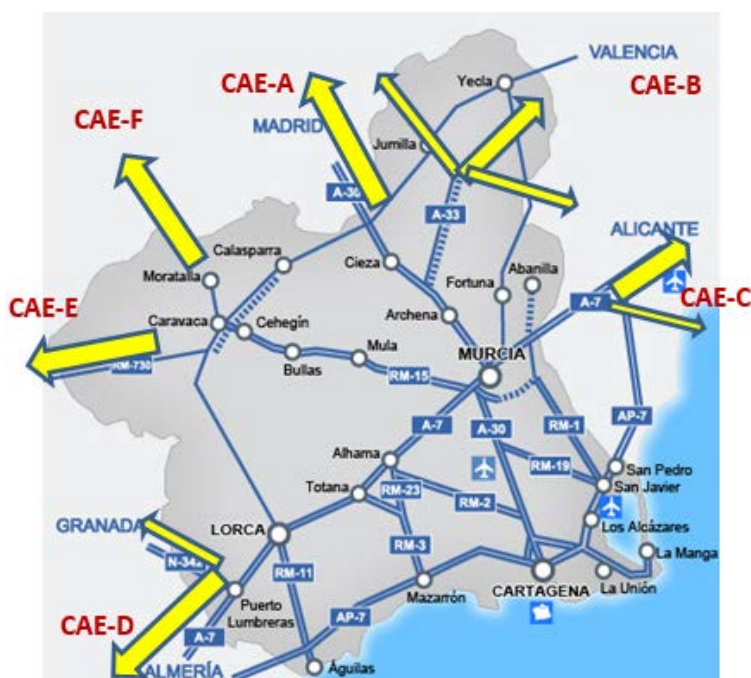 VALENCIA
CAE-A
Yecla
CAE-B
CAE-F
MADRID
Jumilla
A-30
A-33
ALICANTE
Calasparra
Cieza
Moratalla
Fortuna
Abanilla
A-7
CAE-C
CAE-E
Archena
Caravaca
Cehegín
MURCIA
Mula
RM-730
Bullas
RM-15
A-7
A-30
RM-1
AP-7
Alhama
RM-19
San Pedro
RM-23
San Javier
Totana
RM-2
GRANADA
LORCA
Los Alcázares
RM-3
La Manga
N-342
RM-11
CARTAGENA
La Unión
Mazarrón
Puerto
Lumbreras
AP-7
CAE-D
A-7
ALMERÍA
Águilas